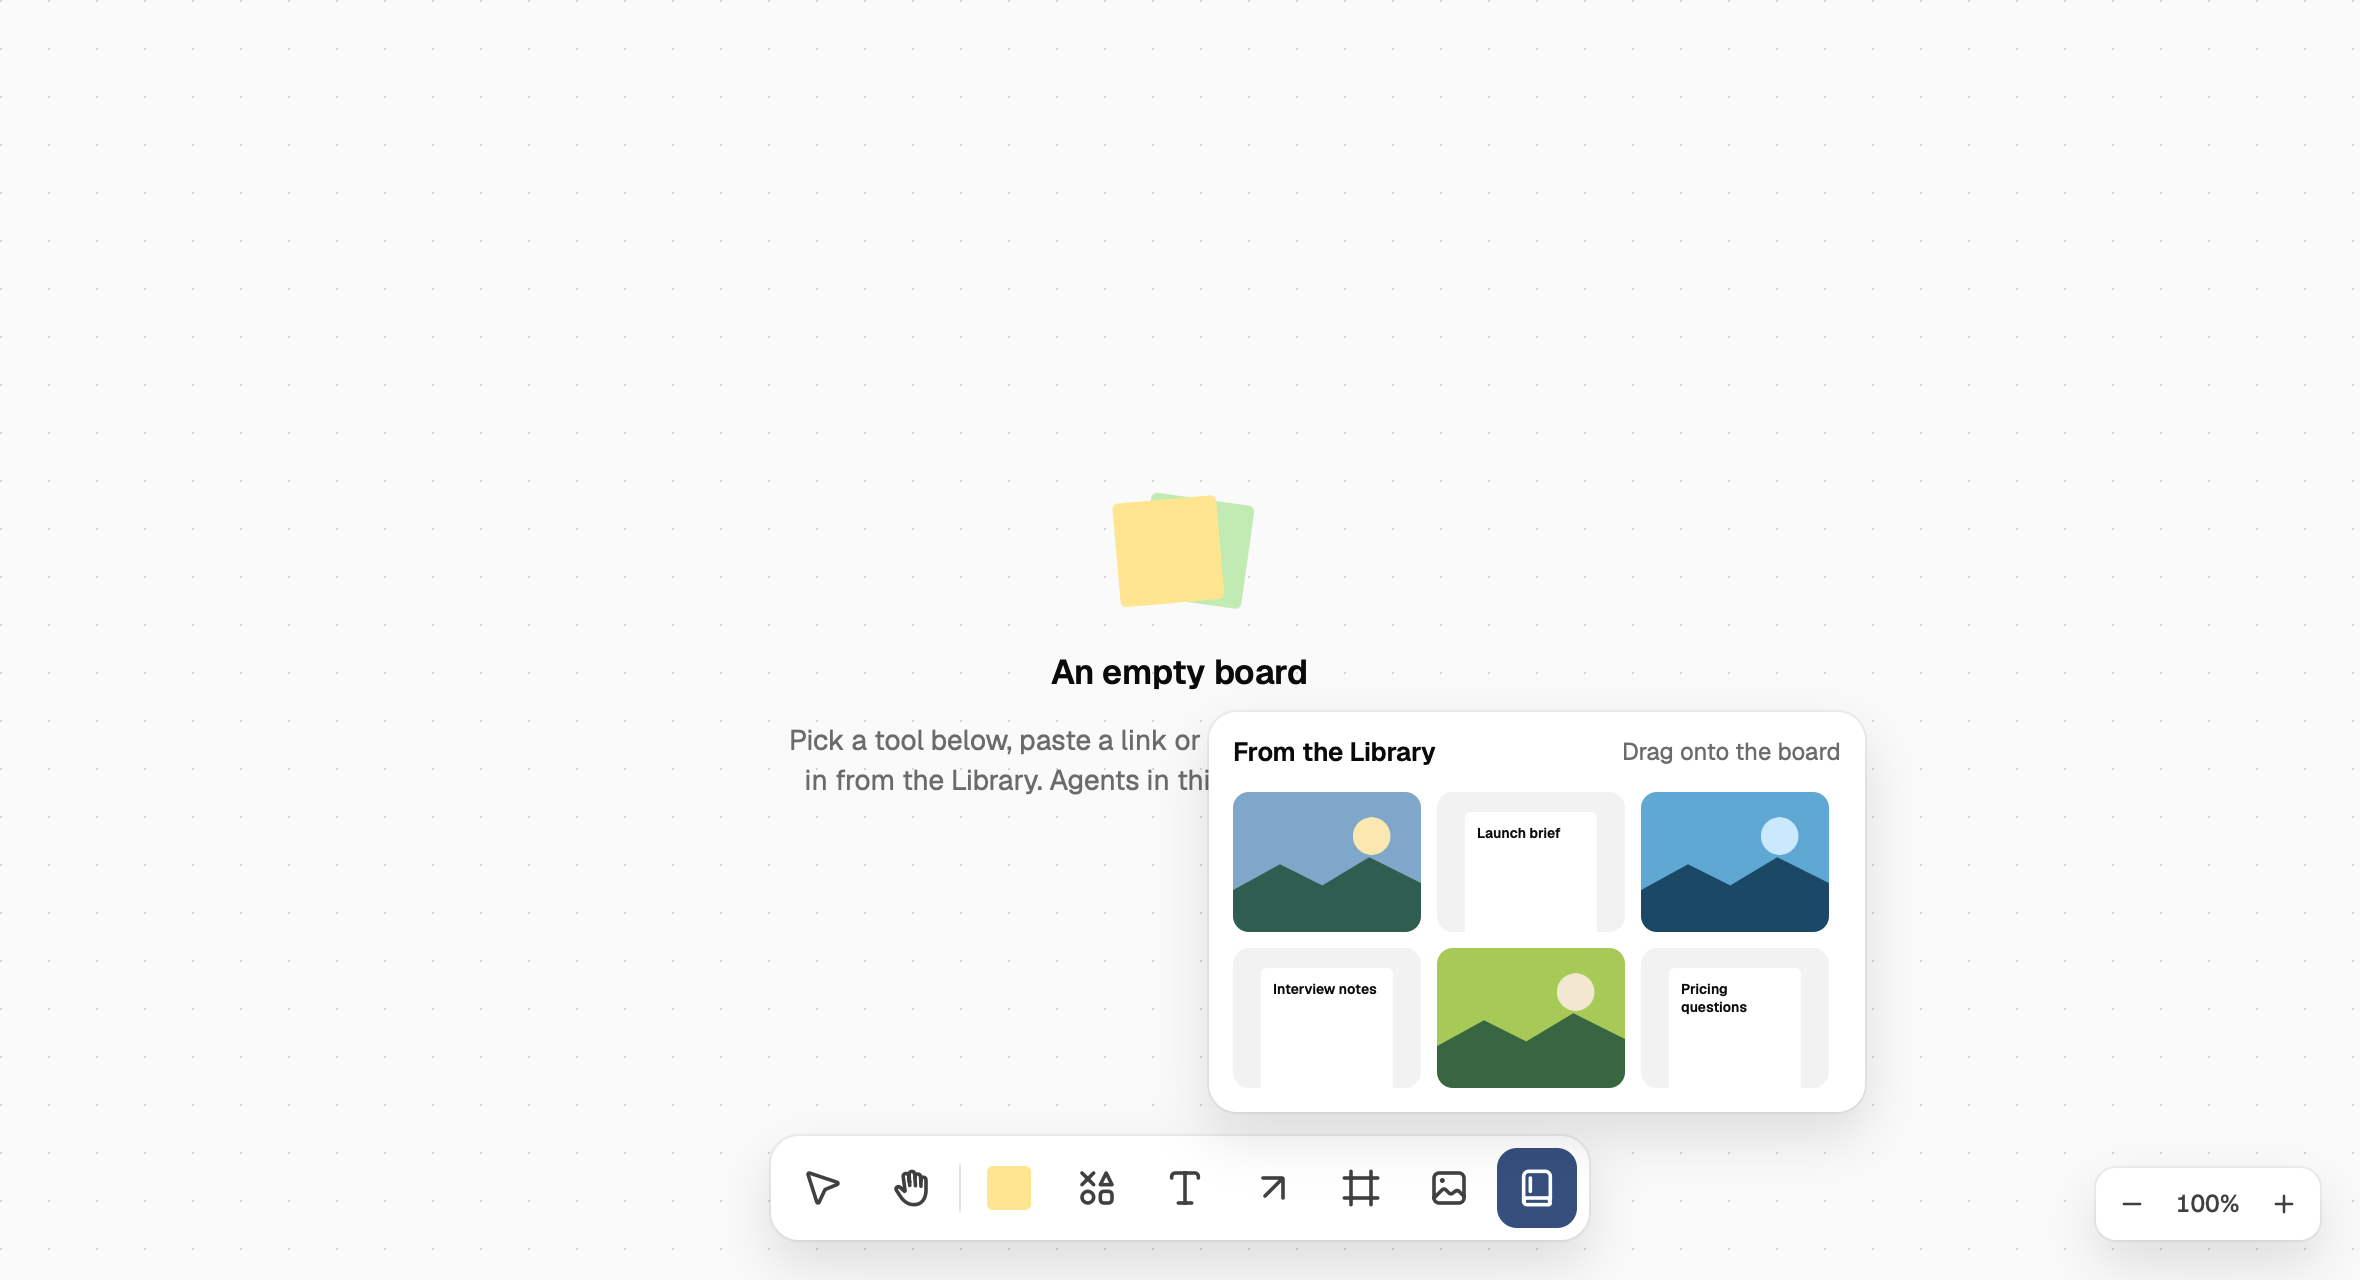 An empty board
Pick a tool below, paste a link or
in from the Library. Agents in thi
From the Library
Drag onto the board
Launch brief
Interview notes
Pricing
questions
100%